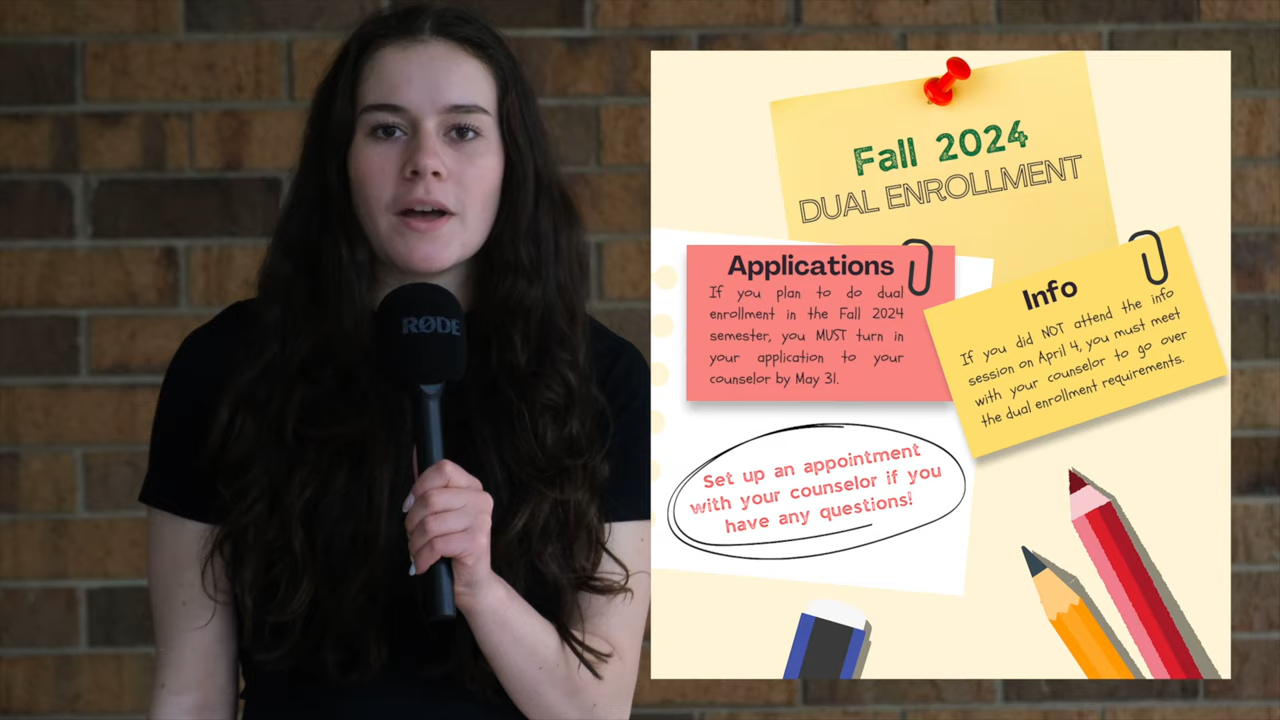 RØDE
Fall 2024
DUAL ENROLLMENT
Applications
If you plan to do dual
enrollment in the Fall 2024
semester, you MUST turn in
your application to your
counselor by May 31.
Info
If you did NOT attend the info
session on April 4, you must meet
with your counselor to go over
the dual enrollment requirements.
Set up an appointment
with your counselor if you
have any questions!